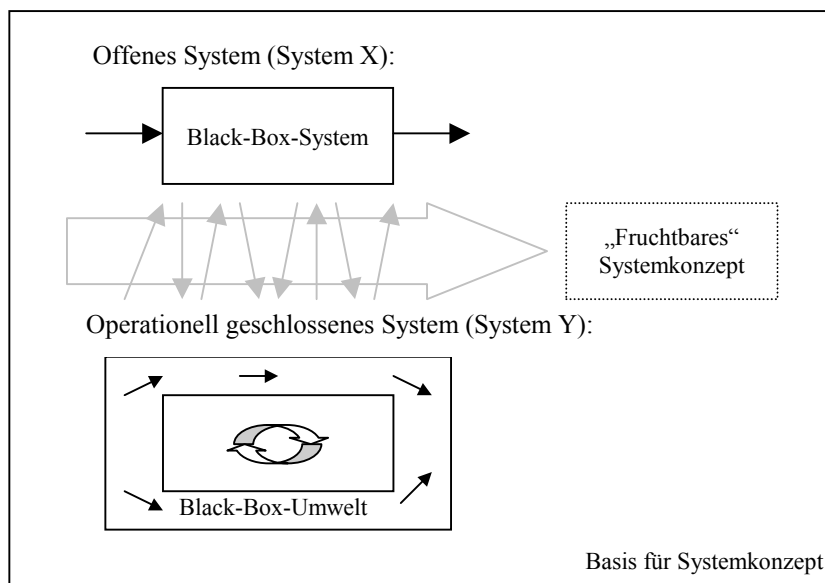 Offenes System (System X):
Black-Box-System
„Fruchtbares“
Systemkonzept
Operationell geschlossenes System (System Y):
Black-Box-Umwelt
Basis für Systemkonzept